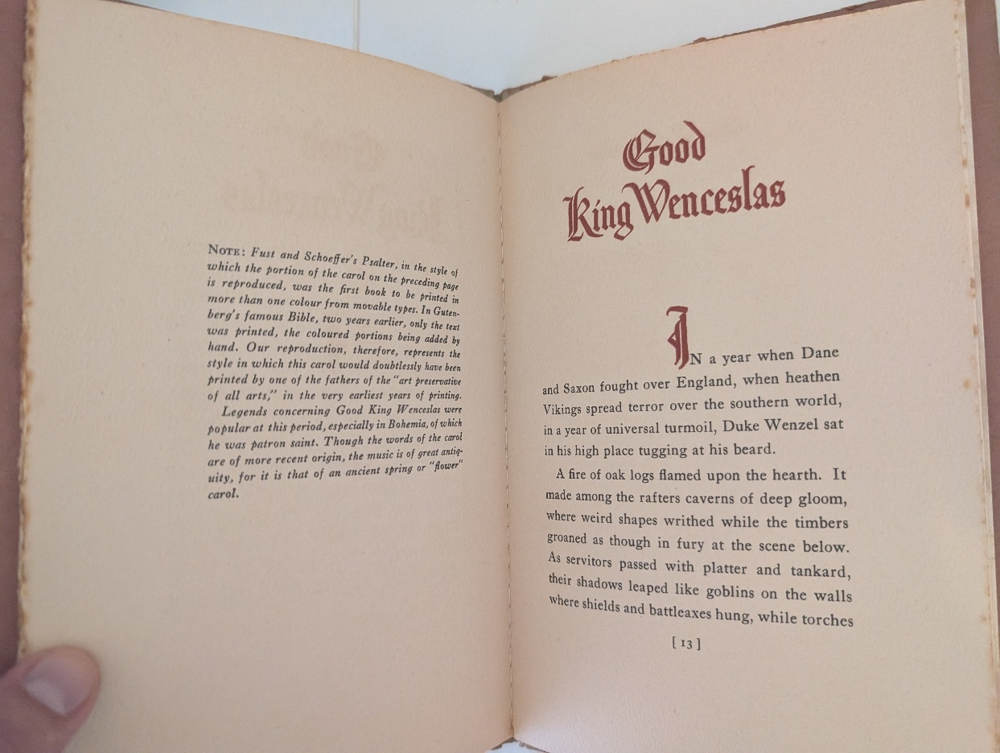 NOTE: Fust and Schoeffer's Psalter, in the style of
which the portion of the carol on the preceding page
is reproduced, was the first book to be printed in
more than one colour from movable types. In Guten-
berg's famous Bible, two years earlier, only the text
was printed, the coloured portions being added by
hand. Our reproduction, therefore, represents the
style in which this carol would doubtlessly have been
printed by one of the fathers of the "art preservative
of all arts," in the very earliest years of printing.
Legends concerning Good King Wenceslas were
popular at this period, especially in Bohemia, of which
he was patron saint. Though the words of the carol
are of more recent origin, the music is of great antiq-
uity, for it is that of an ancient spring or "flower"
carol.
Good
King Wenceslas
IN a year when Dane
and Saxon fought over England, when heathen
Vikings spread terror over the southern world,
in a year of universal turmoil, Duke Wenzel sat
in his high place tugging at his beard.
A fire of oak logs flamed upon the hearth. It
made among the rafters caverns of deep gloom,
where weird shapes writhed while the timbers
groaned as though in fury at the scene below.
As servitors passed with platter and tankard,
their shadows leaped like goblins on the walls
where shields and battleaxes hung, while torches
[ 13 ]